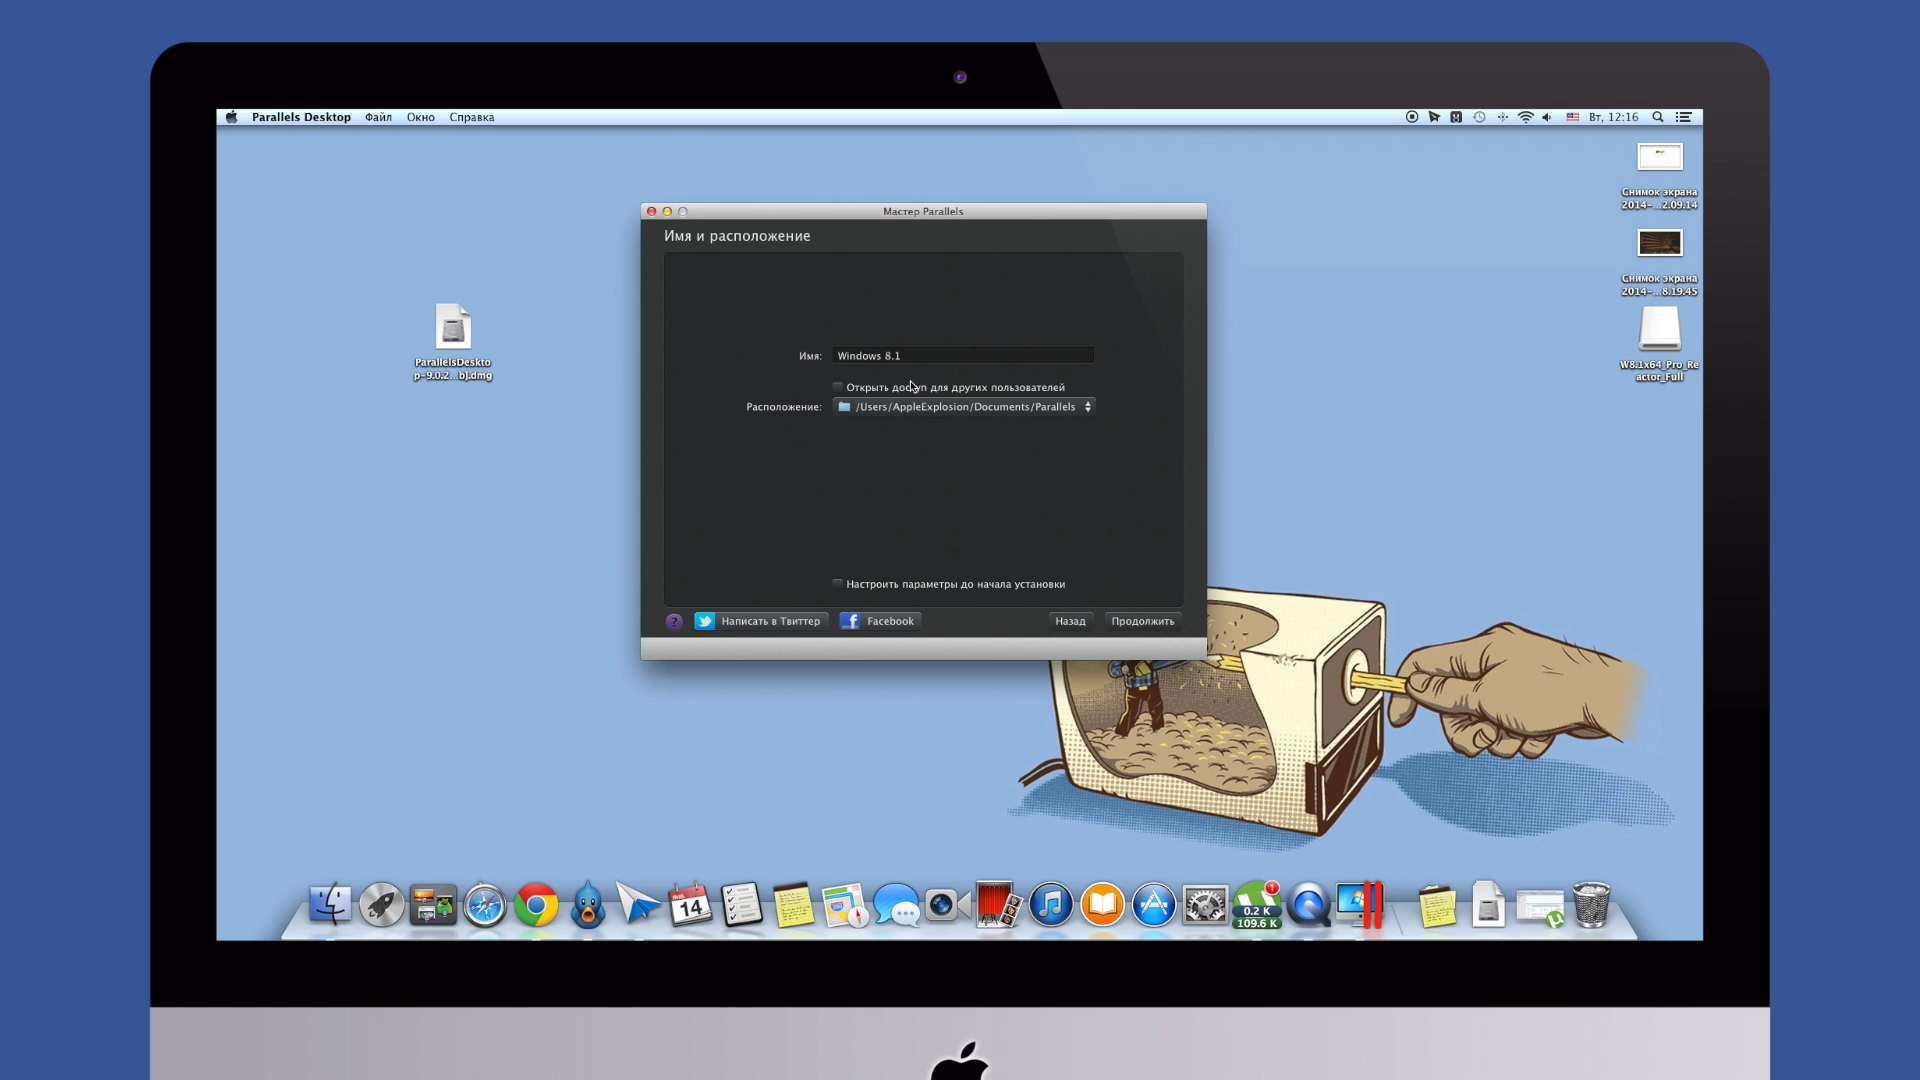 Parallels Desktop Файл Окно Справка
Вт, 12:16
Снимок экрана
2014-...2.09.14
Снимок экрана
2014-...8.19.45
W8.1x64_Pro_Re
actor_Full
ParallelsDeskto
p-9.0.2...b).dmg
Мастер Parallels
Имя и расположение
Имя: Windows 8.1
Открыть доступ для других пользователей
Расположение: /Users/AppleExplosion/Documents/Parallels
Настроить параметры до начала установки
? Написать в Твиттер Facebook Назад Продолжить
14
1
0.2 K
109.6 K